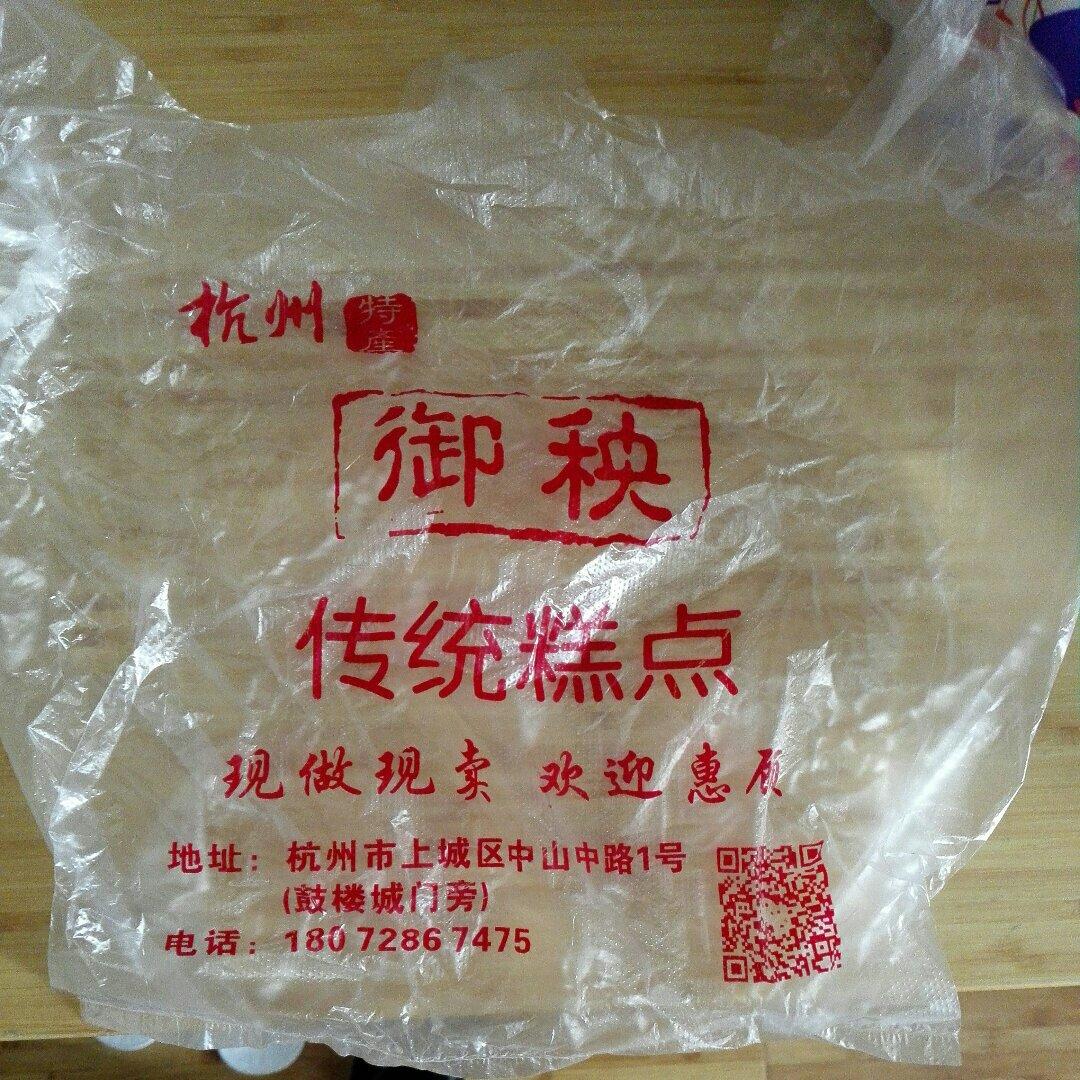 杭州 特產
御秧
传统糕点
现做现卖 欢迎惠顾
地址：杭州市上城区中山中路1号
(鼓楼城门旁)
电话：180 7286 7475